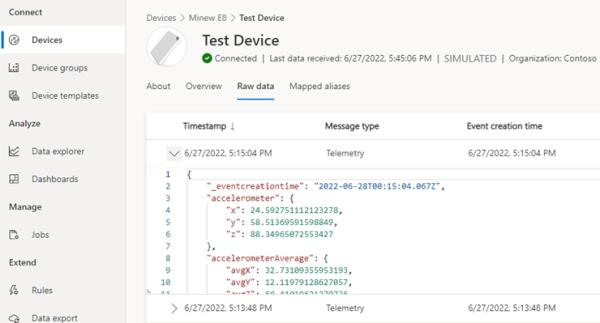 Connect
Devices
Device groups
Device templates
Analyze
Data explorer
Dashboards
Manage
Jobs
Extend
Rules
Data export
Devices > Minew E8 > Test Device
Test Device
Connected | Last data received: 6/27/2022, 5:45:06 PM | SIMULATED | Organization: Contoso
About Overview Raw data Mapped aliases
Timestamp ↓ Message type Event creation time
6/27/2022, 5:15:04 PM Telemetry 6/27/2022, 5:15:04 PM
1 {
2 "_eventcreationtime": "2022-06-28T00:15:04.067Z",
3 "accelerometer": {
4 "x": 24.592751112123278,
5 "y": 58.51369591598849,
6 "z": 88.34965072553427
7 },
8 "accelerometerAverage": {
9 "avgX": 32.73109355953193,
10 "avgY": 12.11979128627057,
6/27/2022, 5:13:48 PM Telemetry 6/27/2022, 5:13:48 PM